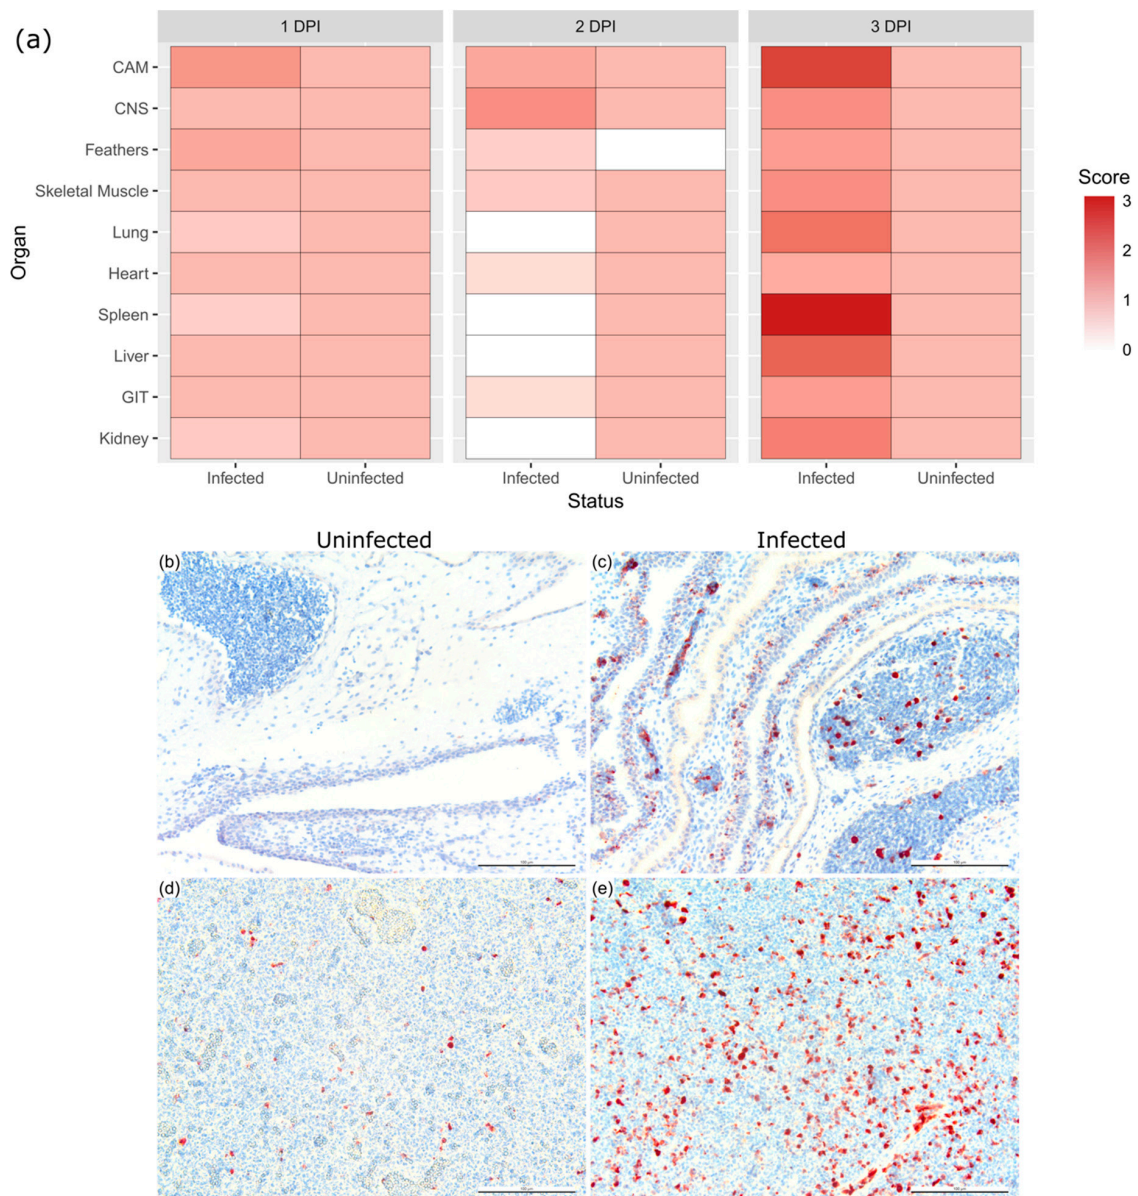 (a)
1 DPI 2 DPI 3 DPI
CAM
CNS
Feathers
Skeletal Muscle
Lung
Heart
Spleen
Liver
GIT
Kidney
Organ
Infected Uninfected Infected Uninfected Infected Uninfected
Status
Score
3
2
1
0
Uninfected Infected
(b) (c)
(d) (e)